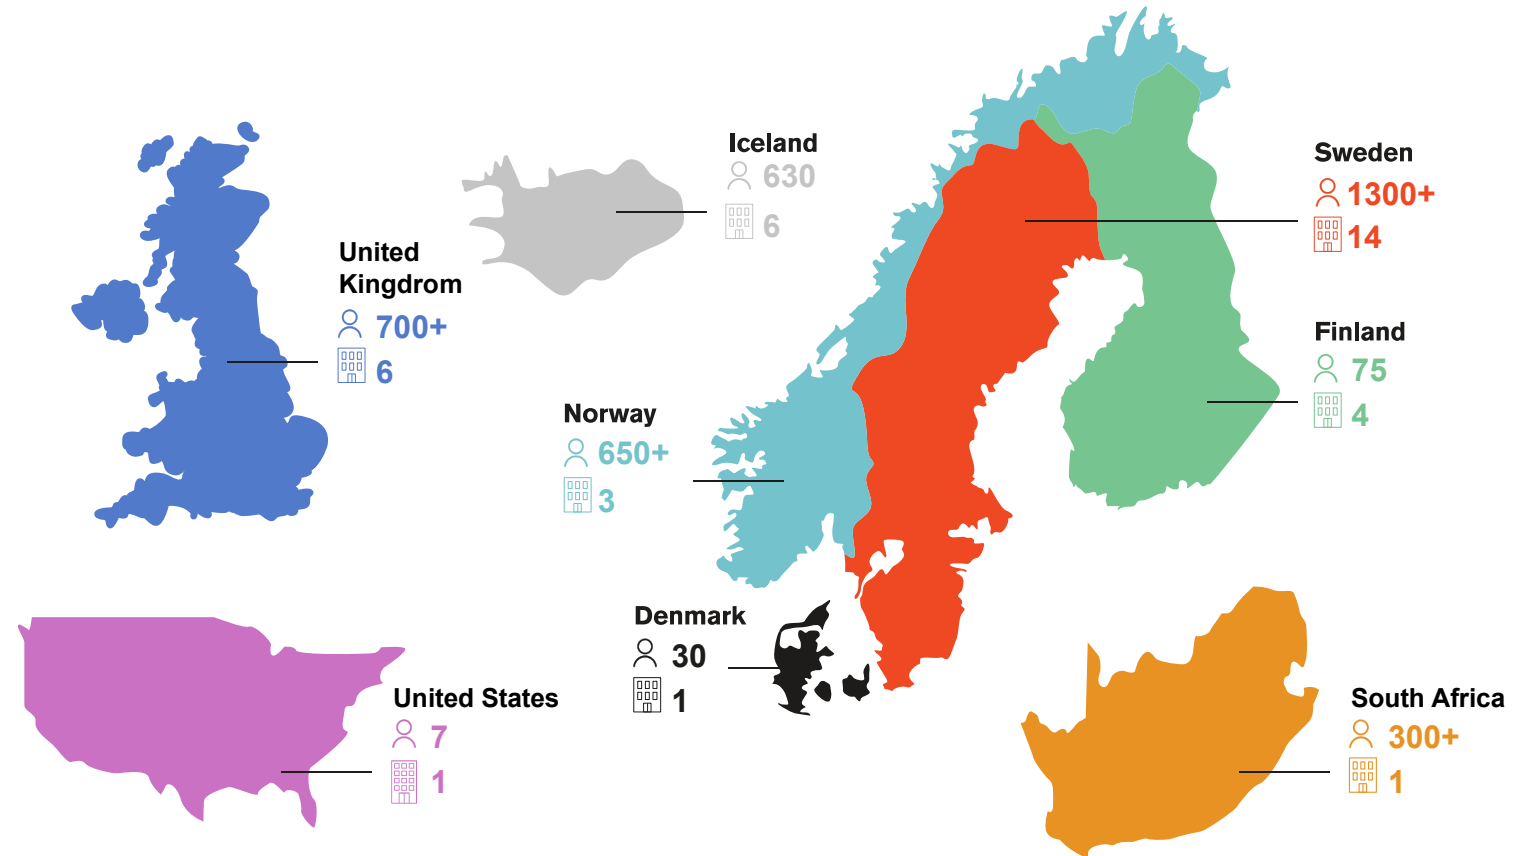 United
Kingdrom
700+
6
Iceland
630
6
Sweden
1300+
14
Finland
75
4
Norway
650+
3
Denmark
30
1
United States
7
1
South Africa
300+
1